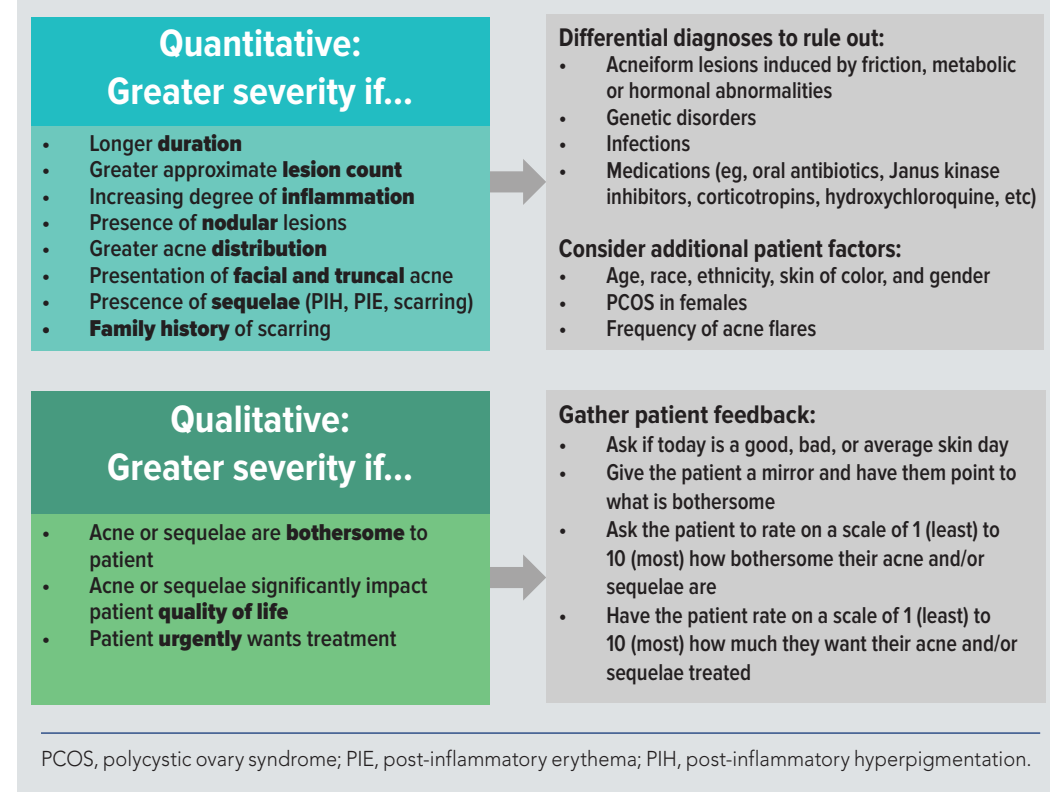 Quantitative:
Greater severity if...
• Longer duration
• Greater approximate lesion count
• Increasing degree of inflammation
• Presence of nodular lesions
• Greater acne distribution
• Presentation of facial and truncal acne
• Prescence of sequelae (PIH, PIE, scarring)
• Family history of scarring
Differential diagnoses to rule out:
• Acneiform lesions induced by friction, metabolic
or hormonal abnormalities
• Genetic disorders
• Infections
• Medications (eg, oral antibiotics, Janus kinase
inhibitors, corticotropins, hydroxychloroquine, etc)
Consider additional patient factors:
• Age, race, ethnicity, skin of color, and gender
• PCOS in females
• Frequency of acne flares
Qualitative:
Greater severity if...
• Acne or sequelae are bothersome to
patient
• Acne or sequelae significantly impact
patient quality of life
• Patient urgently wants treatment
Gather patient feedback:
• Ask if today is a good, bad, or average skin day
• Give the patient a mirror and have them point to
what is bothersome
• Ask the patient to rate on a scale of 1 (least) to
10 (most) how bothersome their acne and/or
sequelae are
• Have the patient rate on a scale of 1 (least) to
10 (most) how much they want their acne and/or
sequelae treated
PCOS, polycystic ovary syndrome; PIE, post-inflammatory erythema; PIH, post-inflammatory hyperpigmentation.